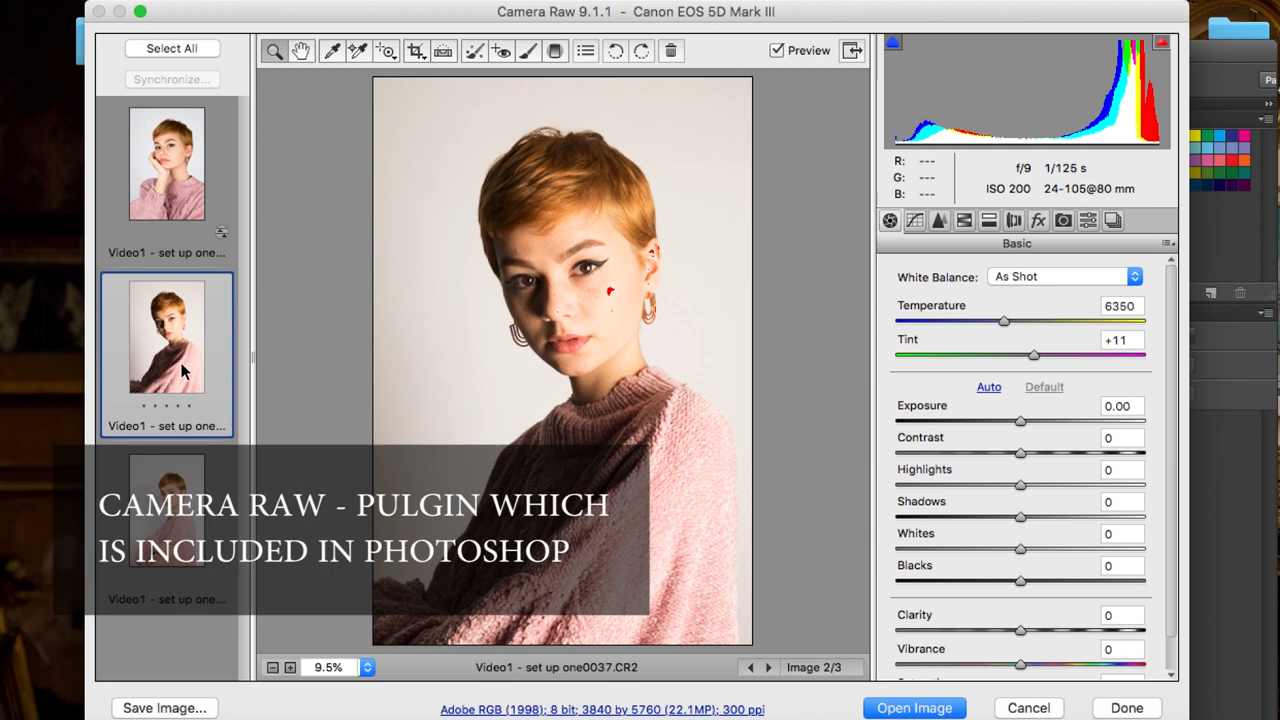 Camera Raw 9.1.1 - Canon EOS 5D Mark III
Select All
Synchronize...
Preview
Pa
Video1 - set up one...
Video1 - set up one...
Video1 - set up one...
CAMERA RAW - PULGIN WHICH
IS INCLUDED IN PHOTOSHOP
R: ---
G: ---
B: ---
f/9 1/125 s
ISO 200 24-105@80 mm
fx
Basic
White Balance: As Shot
Temperature 6350
Tint +11
Auto Default
Exposure 0.00
Contrast 0
Highlights 0
Shadows 0
Whites 0
Blacks 0
Clarity 0
Vibrance 0
9.5% Video1 - set up one0037.CR2 Image 2/3
Save Image... Adobe RGB (1998); 8 bit; 3840 by 5760 (22.1MP); 300 ppi Open Image Cancel Done